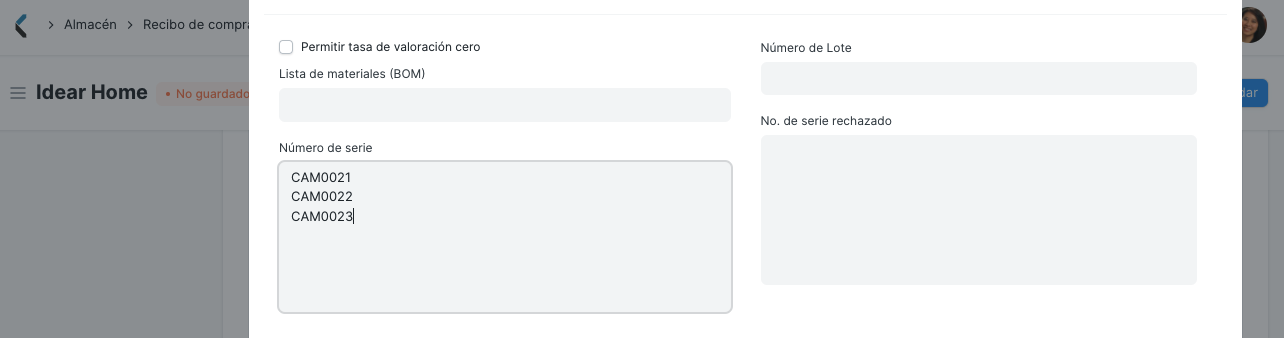 Almacén
Recibo de compra
Idear Home
No guardado
dar
Permitir tasa de valoración cero
Lista de materiales (BOM)
Número de serie
CAM0021
CAM0022
CAM0023
Número de Lote
No. de serie rechazado